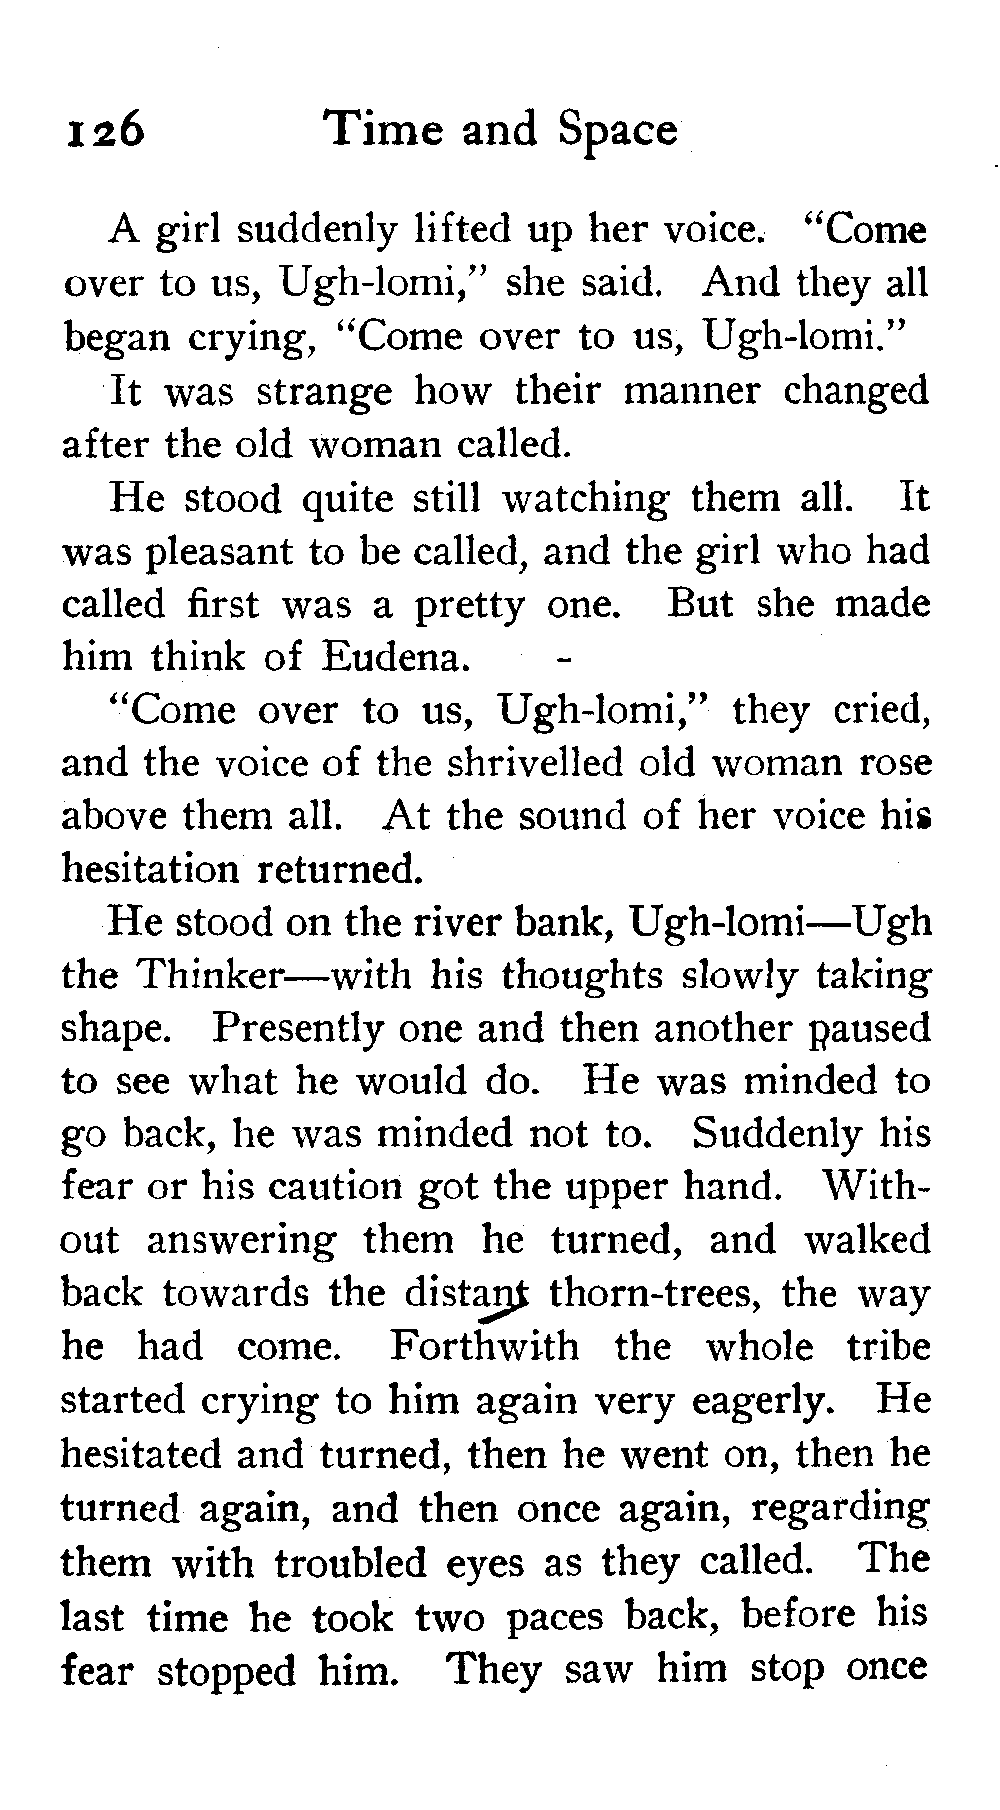 126 Time and Space
A girl suddenly lifted up her voice. “Come
over to us, Ugh-lomi,” she said. And they all
began crying, “Come over to us, Ugh-lomi.”
It was strange how their manner changed
after the old woman called.
He stood quite still watching them all. It
was pleasant to be called, and the girl who had
called first was a pretty one. But she made
him think of Eudena.
“Come over to us, Ugh-lomi,” they cried,
and the voice of the shrivelled old woman rose
above them all. At the sound of her voice his
hesitation returned.
He stood on the river bank, Ugh-lomi—Ugh
the Thinker—with his thoughts slowly taking
shape. Presently one and then another paused
to see what he would do. He was minded to
go back, he was minded not to. Suddenly his
fear or his caution got the upper hand. With-
out answering them he turned, and walked
back towards the distant thorn-trees, the way
he had come. Forthwith the whole tribe
started crying to him again very eagerly. He
hesitated and turned, then he went on, then he
turned again, and then once again, regarding
them with troubled eyes as they called. The
last time he took two paces back, before his
fear stopped him. They saw him stop once